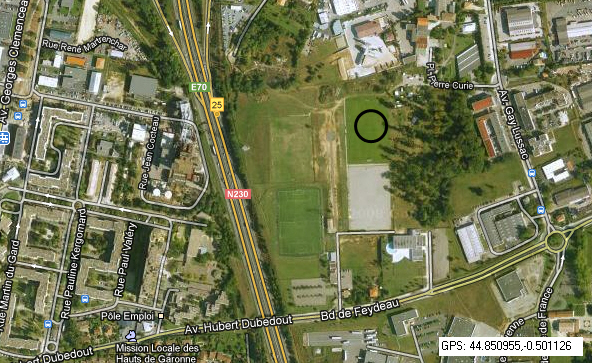 Av. Georges Clemenceau
Rue René Martrenchar
E70
25
Pl. Pierre Curie
Av. Gay Lussac
Rue Jean Cocteau
N230
Rue Martin du Gard
Rue Pauline Kergomard
Rue Paul Valéry
Pôle Emploi
Av. Hubert Dubedout
Bd de Feydeau
Mission Locale des
Hauts de Garonne
Dubedout
de France
GPS: 44.850955,-0.501126